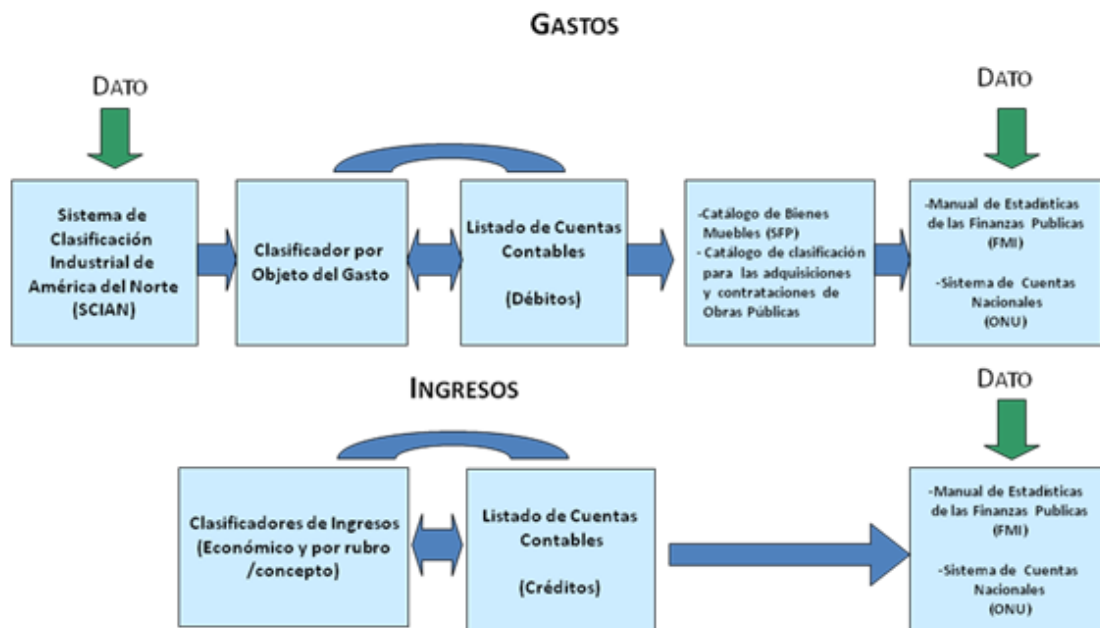 GASTOS
DATO
DATO
Sistema de
Clasificación
Industrial de
América del Norte
(SCIAN)
Clasificador por
Objeto del Gasto
Listado de Cuentas
Contables
(Débitos)
-Catálogo de Bienes
Muebles (SFP)
- Catálogo de clasificación
para las adquisiciones
y contrataciones de
Obras Públicas
-Manual de Estadísticas
de las Finanzas Publicas
(FMI)
-Sistema de Cuentas
Nacionales
(ONU)
INGRESOS
DATO
Clasificadores de Ingresos
(Económico y por rubro
/concepto)
Listado de Cuentas
Contables
(Créditos)
-Manual de Estadísticas
de las Finanzas Publicas
(FMI)
-Sistema de Cuentas
Nacionales
(ONU)